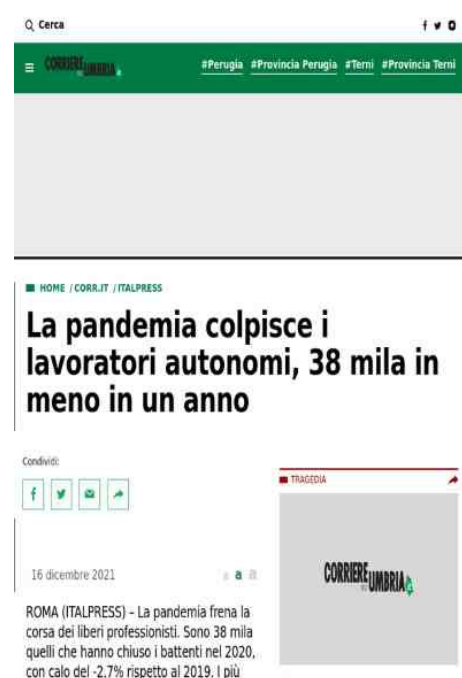 Cerca
CORRIERE UMBRIA
#Perugia #Provincia Perugia #Terni #Provincia Terni
HOME / CORR.IT / ITALPRESS
La pandemia colpisce i
lavoratori autonomi, 38 mila in
meno in un anno
Condividi:
TRAGEDIA
16 dicembre 2021
a a a
CORRIERE UMBRIA
ROMA (ITALPRESS) – La pandemia frena la
corsa dei liberi professionisti. Sono 38 mila
quelli che hanno chiuso i battenti nel 2020,
con calo del -2,7% rispetto al 2019. I più